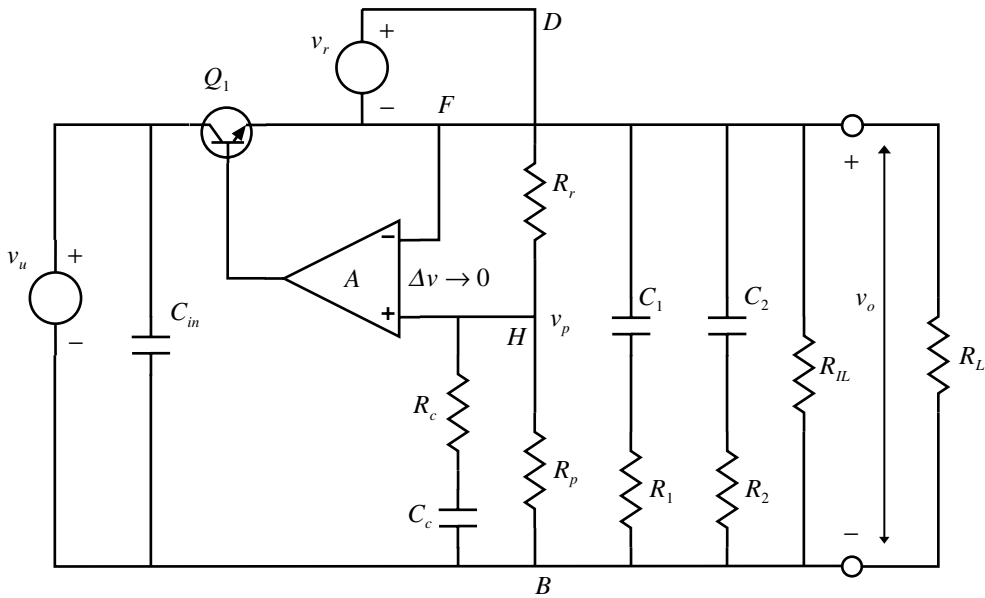 D
+
v_r
Q_1
−
F
+
R_r
+
−
v_u
A
Δv → 0
C_1
C_2
v_o
C_in
−
+
H
v_p
R_IL
R_L
R_c
R_p
R_1
R_2
C_c
−
B